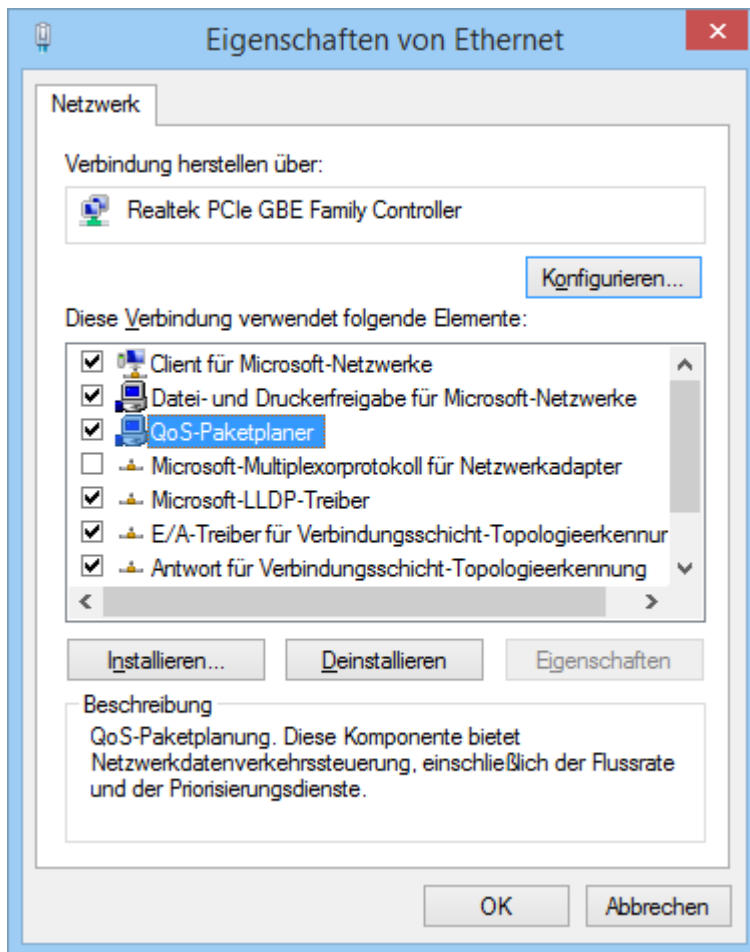 Eigenschaften von Ethernet
Netzwerk
Verbindung herstellen über:
Realtek PCIe GBE Family Controller
Konfigurieren...
Diese Verbindung verwendet folgende Elemente:
Client für Microsoft-Netzwerke
Datei- und Druckerfreigabe für Microsoft-Netzwerke
QoS-Paketplaner
Microsoft-Multiplexorprotokoll für Netzwerkadapter
Microsoft-LLDP-Treiber
E/A-Treiber für Verbindungsschicht-Topologieerkennur
Antwort für Verbindungsschicht-Topologieerkennung
Installieren... Deinstallieren Eigenschaften
Beschreibung
QoS-Paketplanung. Diese Komponente bietet
Netzwerkdatenverkehrssteuerung, einschließlich der Flussrate
und der Priorisierungsdienste.
OK Abbrechen